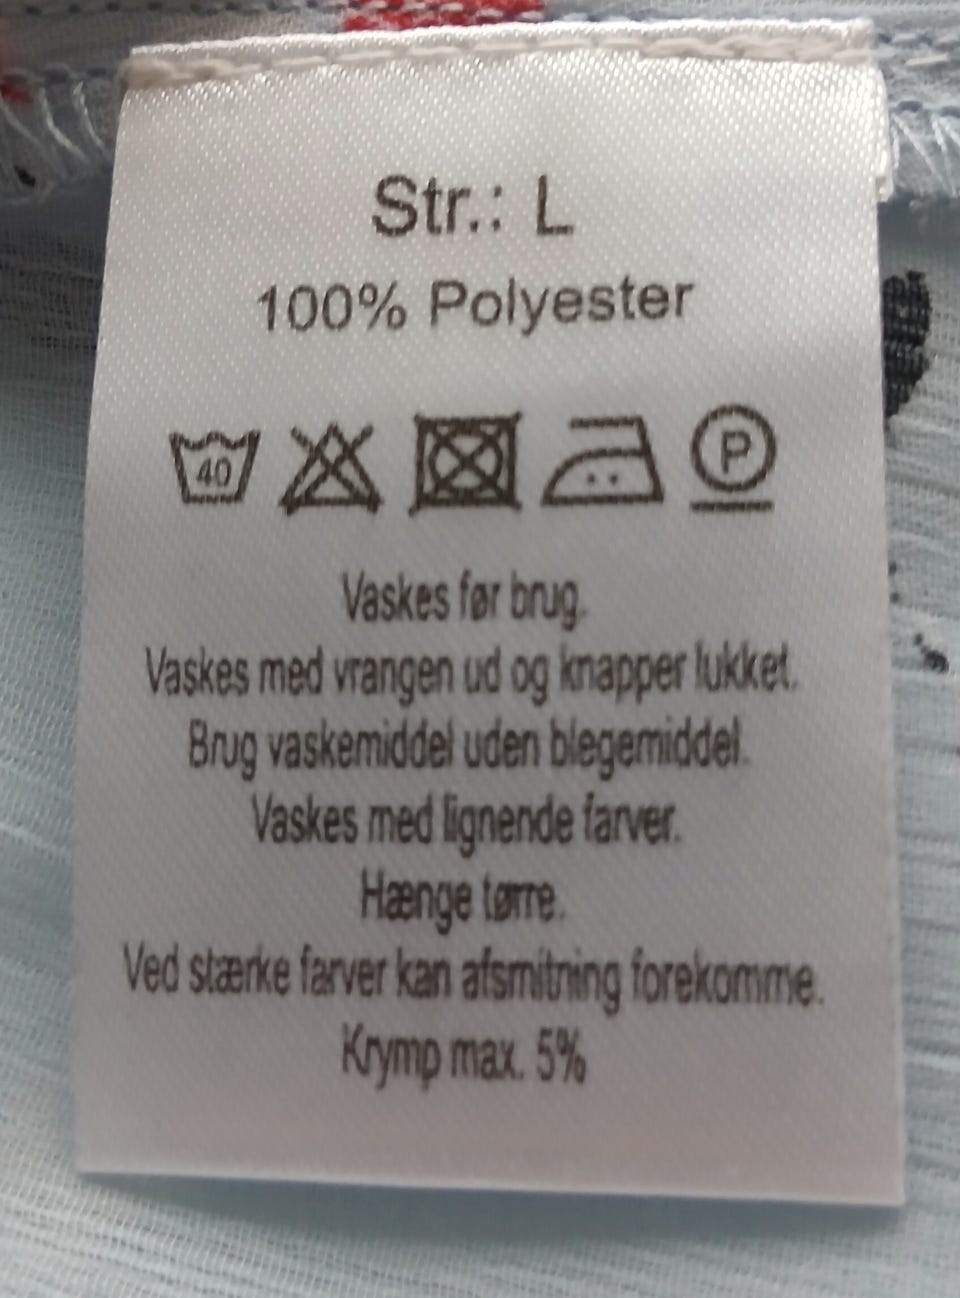 Str.: L
100% Polyester
40 P
Vaskes før brug.
Vaskes med vrangen ud og knapper lukket.
Brug vaskemiddel uden blegemiddel.
Vaskes med lignende farver.
Hænge tørre.
Ved stærke farver kan afsmitning forekomme.
Krymp max. 5%